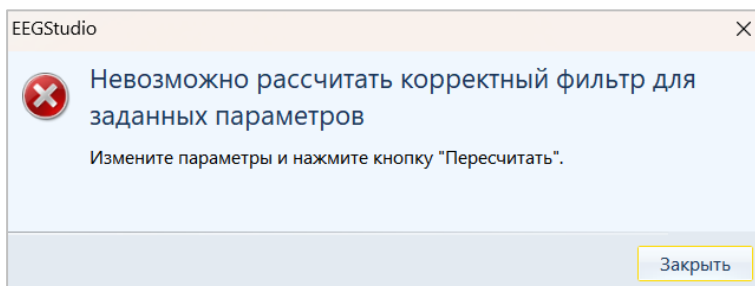 EEGStudio
Невозможно рассчитать корректный фильтр для
заданных параметров
Измените параметры и нажмите кнопку "Пересчитать".
Закрыть